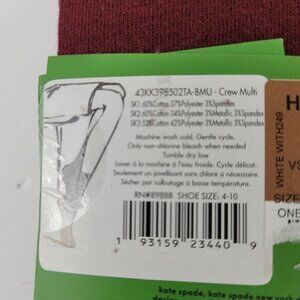 43KK398502TA-BMU - Crew Multi
SK1 60%Cotton 37%Polyester 3%Spandex
SK2 60%Cotton 34%Polyester 3%Metallic 3%Spandex
SK3 52%Cotton 42%Polyester 3%Metallic 3%Spandex
Machine wash cold. Gentle cycle.
Only non-chlorine bleach when needed
Tumble dry low
Laver à la machine à l'eau froide. Cycle délicat.
Seulement un javellisant sans chlore si nécessaire
Sécher par culbutage à basse température.
RN#89888 SHOE SIZE: 4-10
1 93159 23440 9
WHITE WITH249
H
VS
SIZE
ONE
kate spade, kate spade new york